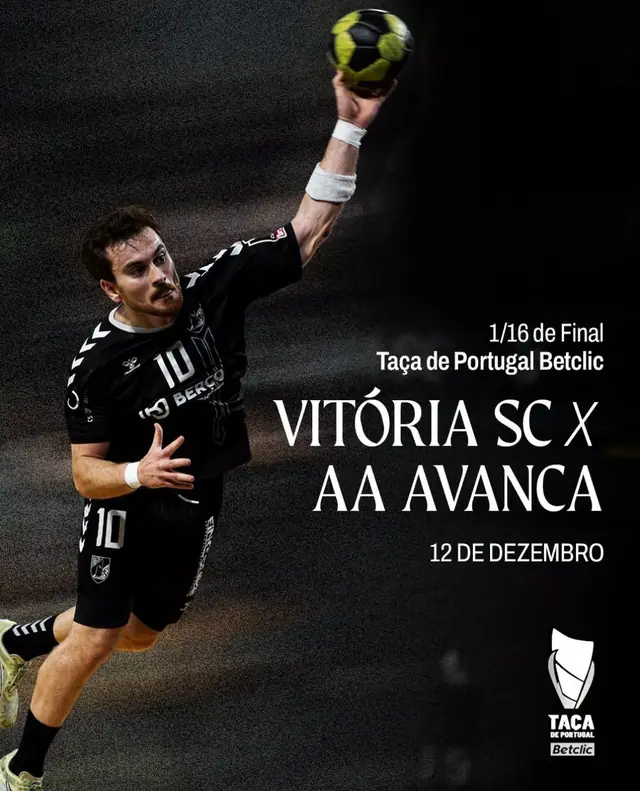 1/16 de Final
Taça de Portugal Betclic
VITÓRIA SC X
AA AVANCA
12 DE DEZEMBRO
10
BERÇO
10
TAÇA
DE PORTUGAL
Betclic